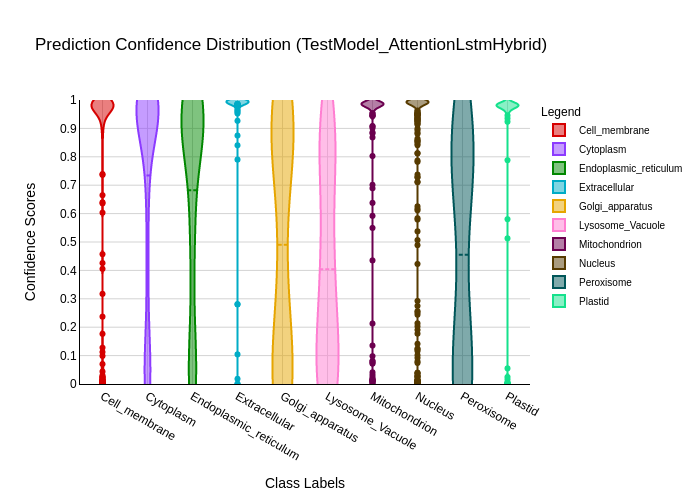 Prediction Confidence Distribution (TestModel_AttentionLstmHybrid)
Confidence Scores
1
0.9
0.8
0.7
0.6
0.5
0.4
0.3
0.2
0.1
0
Cell_membrane
Cytoplasm
Endoplasmic_reticulum
Extracellular
Golgi_apparatus
Lysosome_Vacuole
Mitochondrion
Nucleus
Peroxisome
Plastid
Class Labels
Legend
Cell_membrane
Cytoplasm
Endoplasmic_reticulum
Extracellular
Golgi_apparatus
Lysosome_Vacuole
Mitochondrion
Nucleus
Peroxisome
Plastid